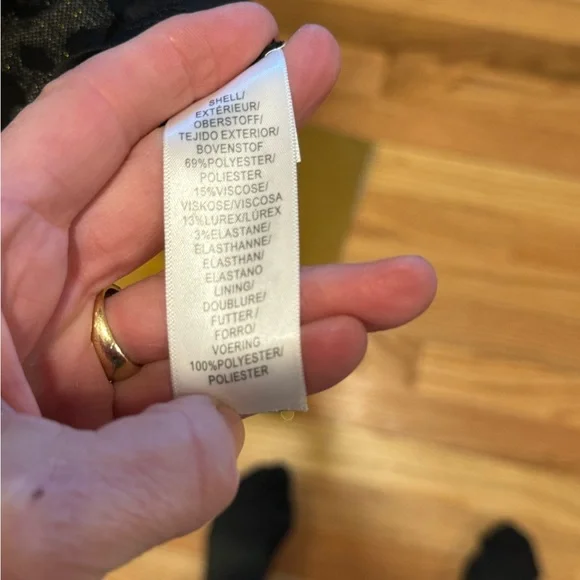 SHELL/
EXTÉRIEUR/
OBERSTOFF/
TEJIDO EXTERIOR/
BOVENSTOF
69%POLYESTER/
POLIESTER
15%VISCOSE/
VISKOSE/VISCOSA
13%LUREX/LÚREX
3%ELASTANE/
ÉLASTHANNE/
ELASTHAN/
ELASTANO
LINING/
DOUBLURE/
FUTTER/
FORRO/
VOERING
100%POLYESTER/
POLIESTER